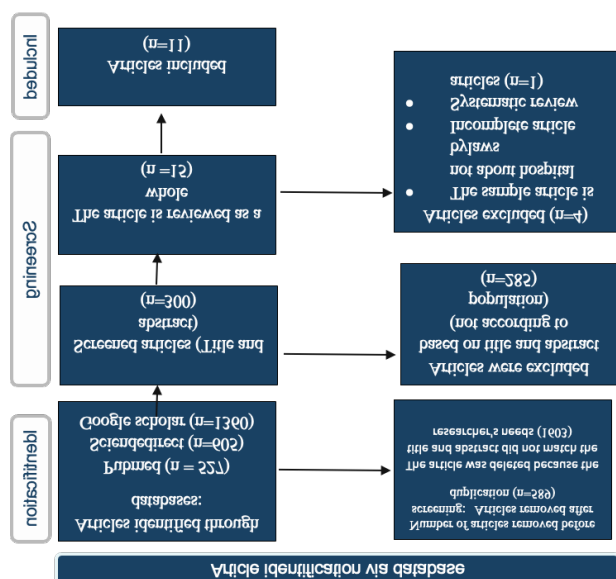 Article identification via database
Identification
Articles identified through
databases:
Pubmed (n = 527)
Sciendedirect (n=605)
Google scholar (n=1360)
Number of articles removed before
screening: Articles removed after
duplication (n=589)
The article was deleted because the
title and abstract did not match the
researcher's needs (1603)
Screening
Screened articles (Title and
abstract)
(n=300)
Articles were excluded
based on title and abstract
(not according to
population)
(n=285)
The article is reviewed as a
whole
(n =15)
Articles excluded (n=4)
• The sample article is
not about hospital
bylaws
• Incomplete article
• Systematic review
articles (n=1)
Included
Articles included
(n=11)